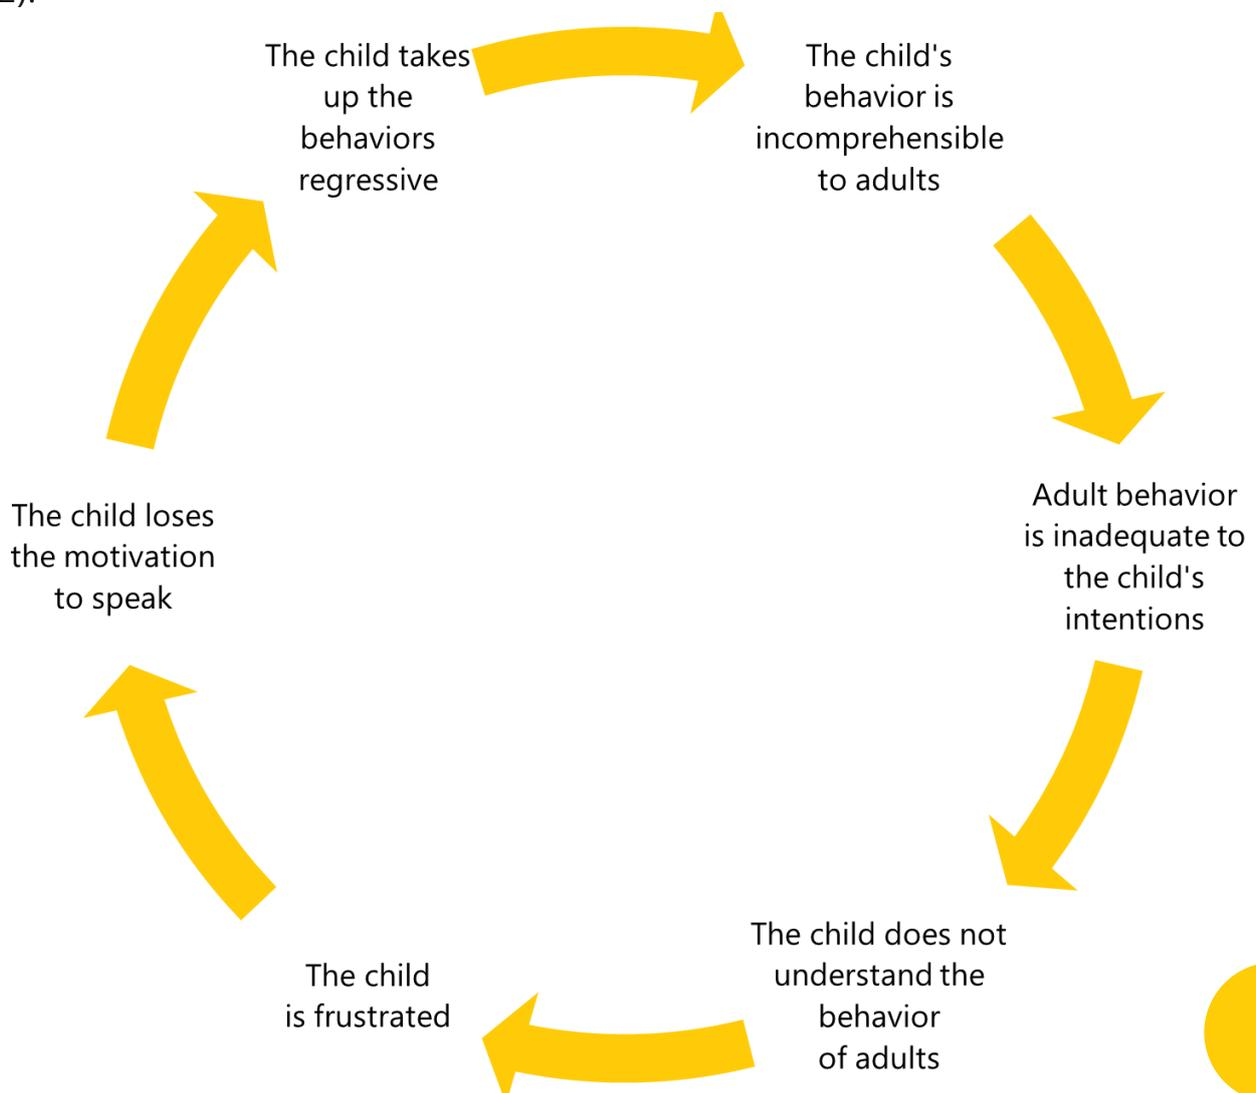 The child takes
up the
behaviors
regressive
The child's
behavior is
incomprehensible
to adults
Adult behavior
is inadequate to
the child's
intentions
The child does not
understand the
behavior
of adults
The child
is frustrated
The child loses
the motivation
to speak